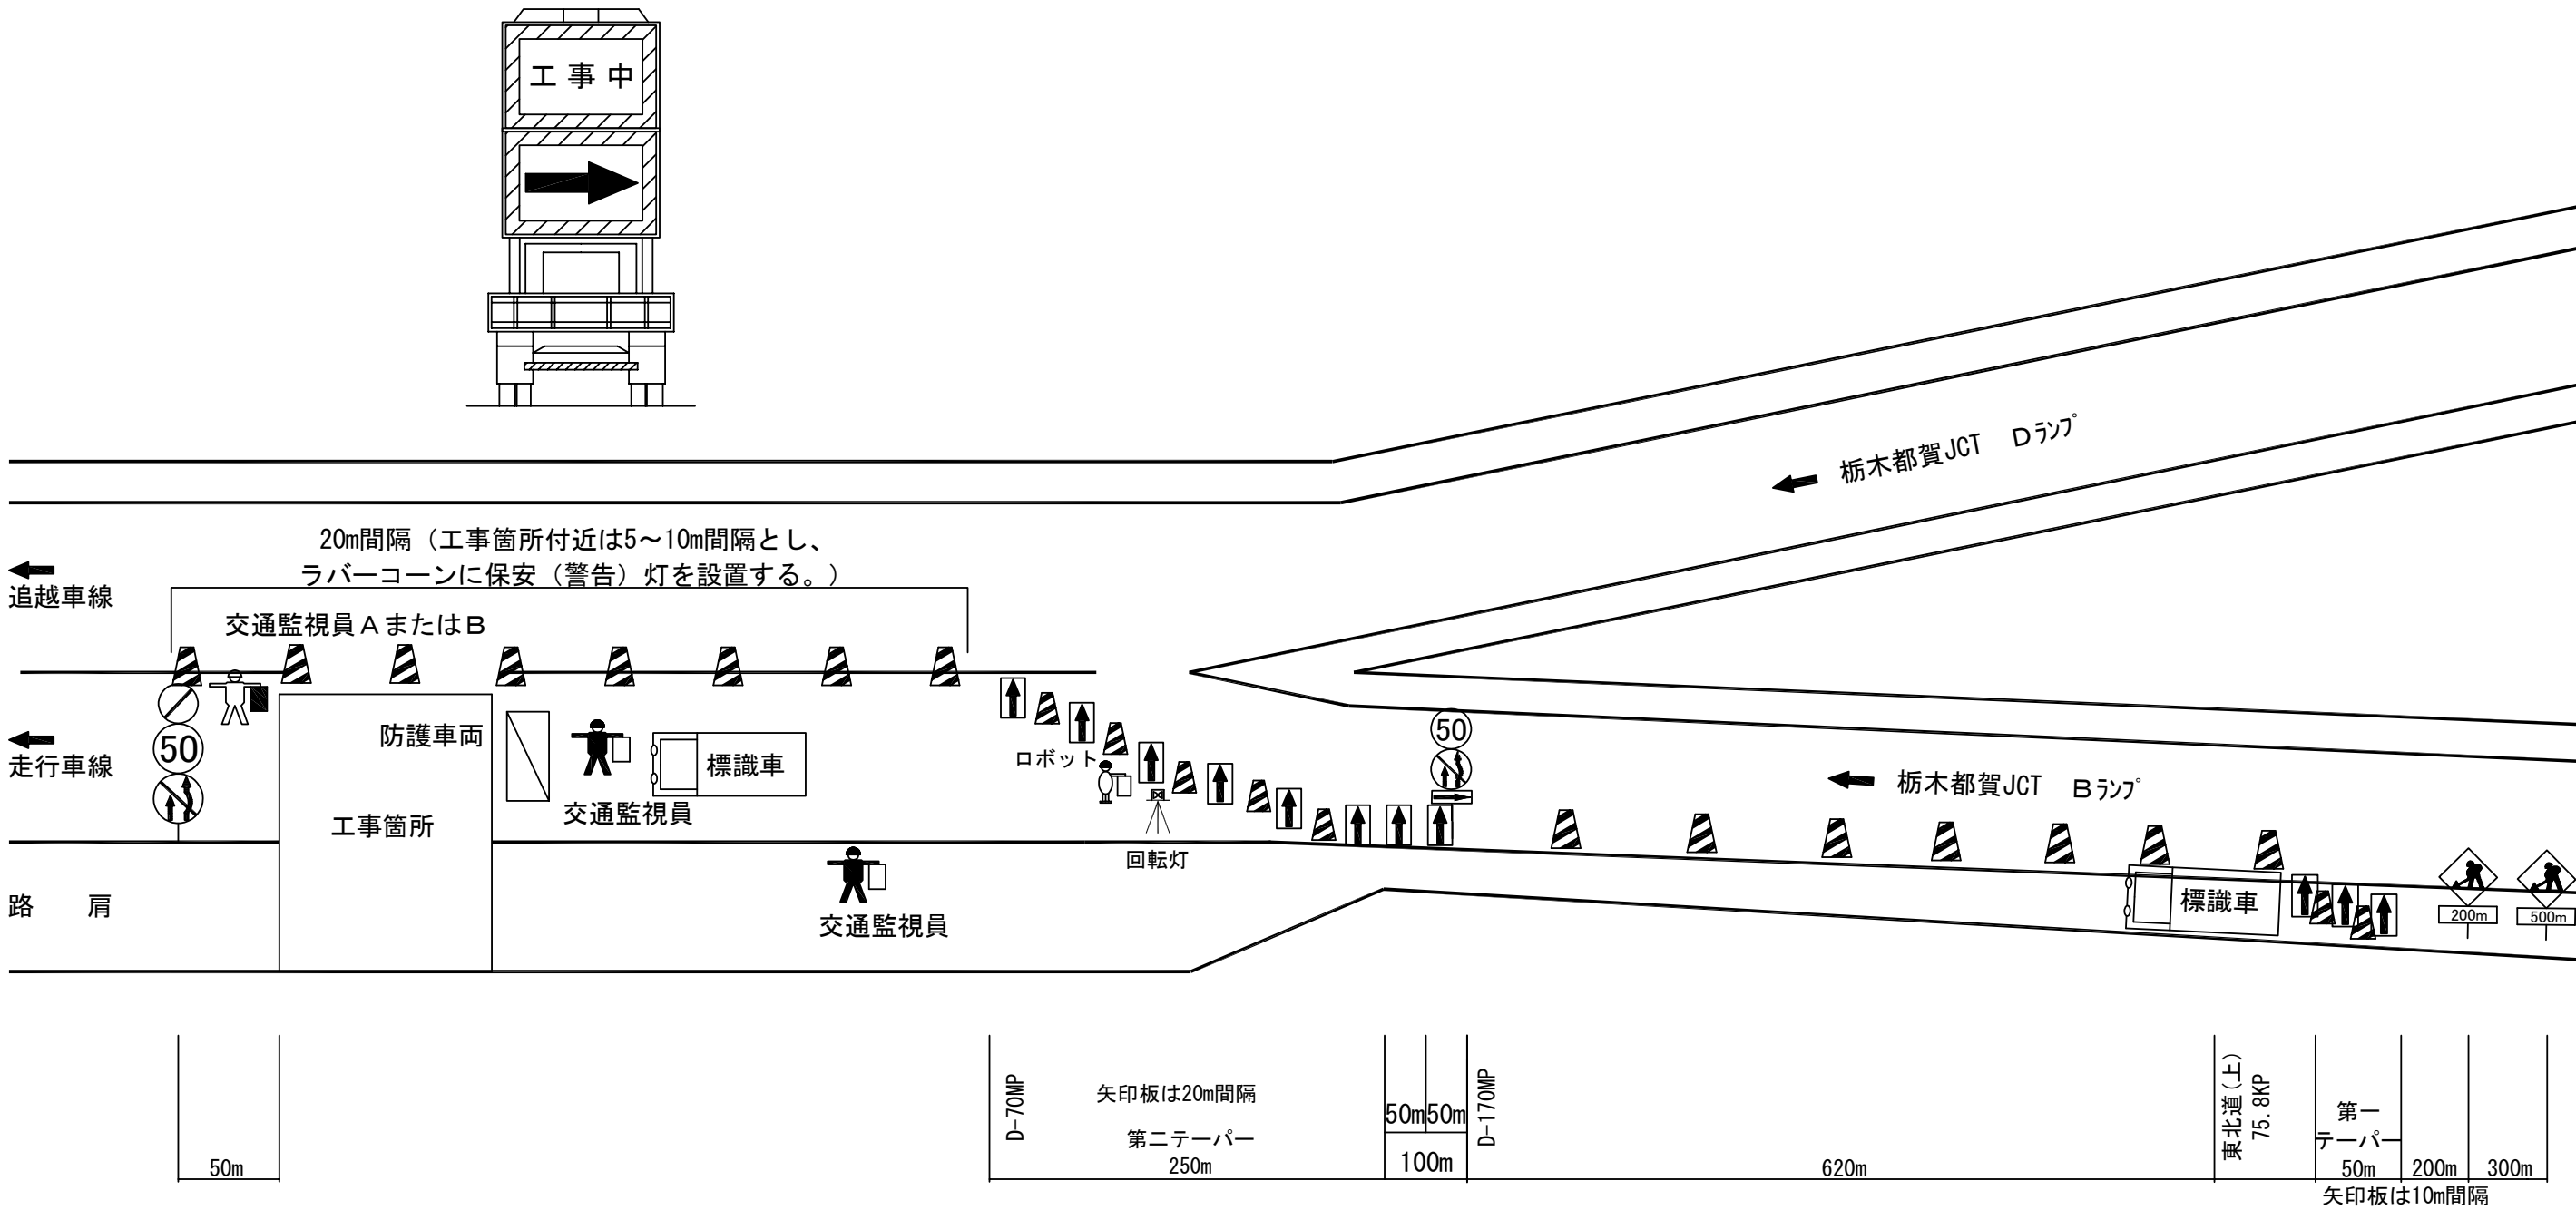 工事中
栃木都賀JCT Dランプ
20m間隔（工事箇所付近は5～10m間隔とし、
ラバーコーンに保安（警告）灯を設置する。）
追越車線
交通監視員AまたはB
走行車線
50
防護車両
工事箇所
交通監視員
標識車
ロボット
回転灯
50
栃木都賀JCT Bランプ
路 肩
交通監視員
標識車
200m
500m
50m
D-70MP
矢印板は20m間隔
第二テーパー
250m
50m
50m
100m
D-170MP
620m
東北道(上)
75.8KP
第一
テーパー
50m
200m
300m
矢印板は10m間隔